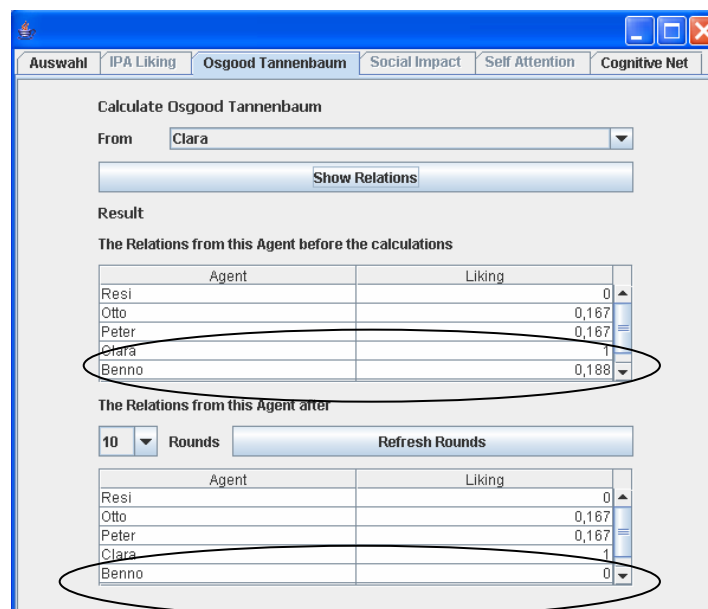 Auswahl IPA Liking Osgood Tannenbaum Social Impact Self Attention Cognitive Net
Calculate Osgood Tannenbaum
From Clara
Show Relations
Result
The Relations from this Agent before the calculations
Agent Liking
Resi 0
Otto 0,167
Peter 0,167
Clara 1
Benno 0,188
The Relations from this Agent after
10 Rounds Refresh Rounds
Agent Liking
Resi 0
Otto 0,167
Peter 0,167
Clara 1
Benno 0